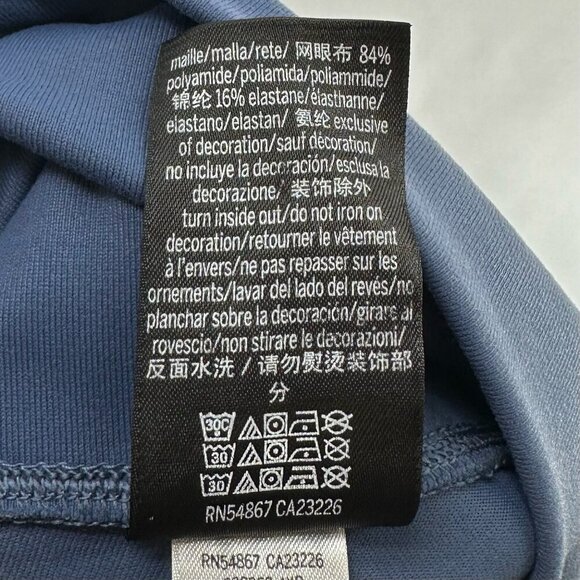 maille/malla/rete/ 网眼布 84%
polyamide/poliamida/poliammide/
锦纶 16% elastane/élasthanne/
elastano/elastan/ 氨纶 exclusive
of decoration/sauf décoration/
no incluye la decoración/esclusa la
decorazione/ 装饰除外
turn inside out/do not iron on
decoration/retourner le vêtement
à l'envers/ne pas repasser sur les
ornements/lavar del lado del revés/no
planchar sobre la decoración/girare al
rovescio/non stirare le decorazioni/
反面水洗 / 请勿熨烫装饰部
分
30C
30
30
RN54867 CA23226
RN54867 CA23226